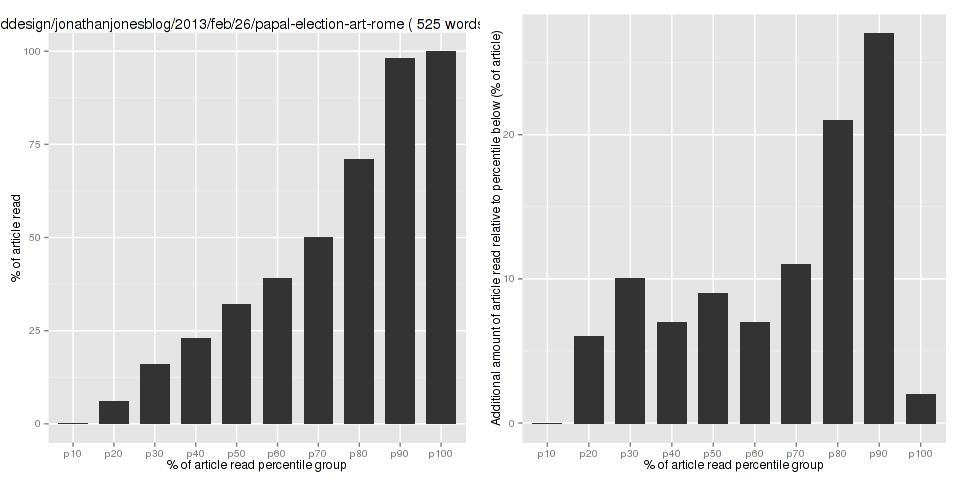 ddesign/jonathanjonesblog/2013/feb/26/papal-election-art-rome ( 525 words
% of article read
100
75
50
25
0
p10 p20 p30 p40 p50 p60 p70 p80 p90 p100
% of article read percentile group
Additional amount of article read relative to percentile below (% of article)
20
10
0
p10 p20 p30 p40 p50 p60 p70 p80 p90 p100
% of article read percentile group